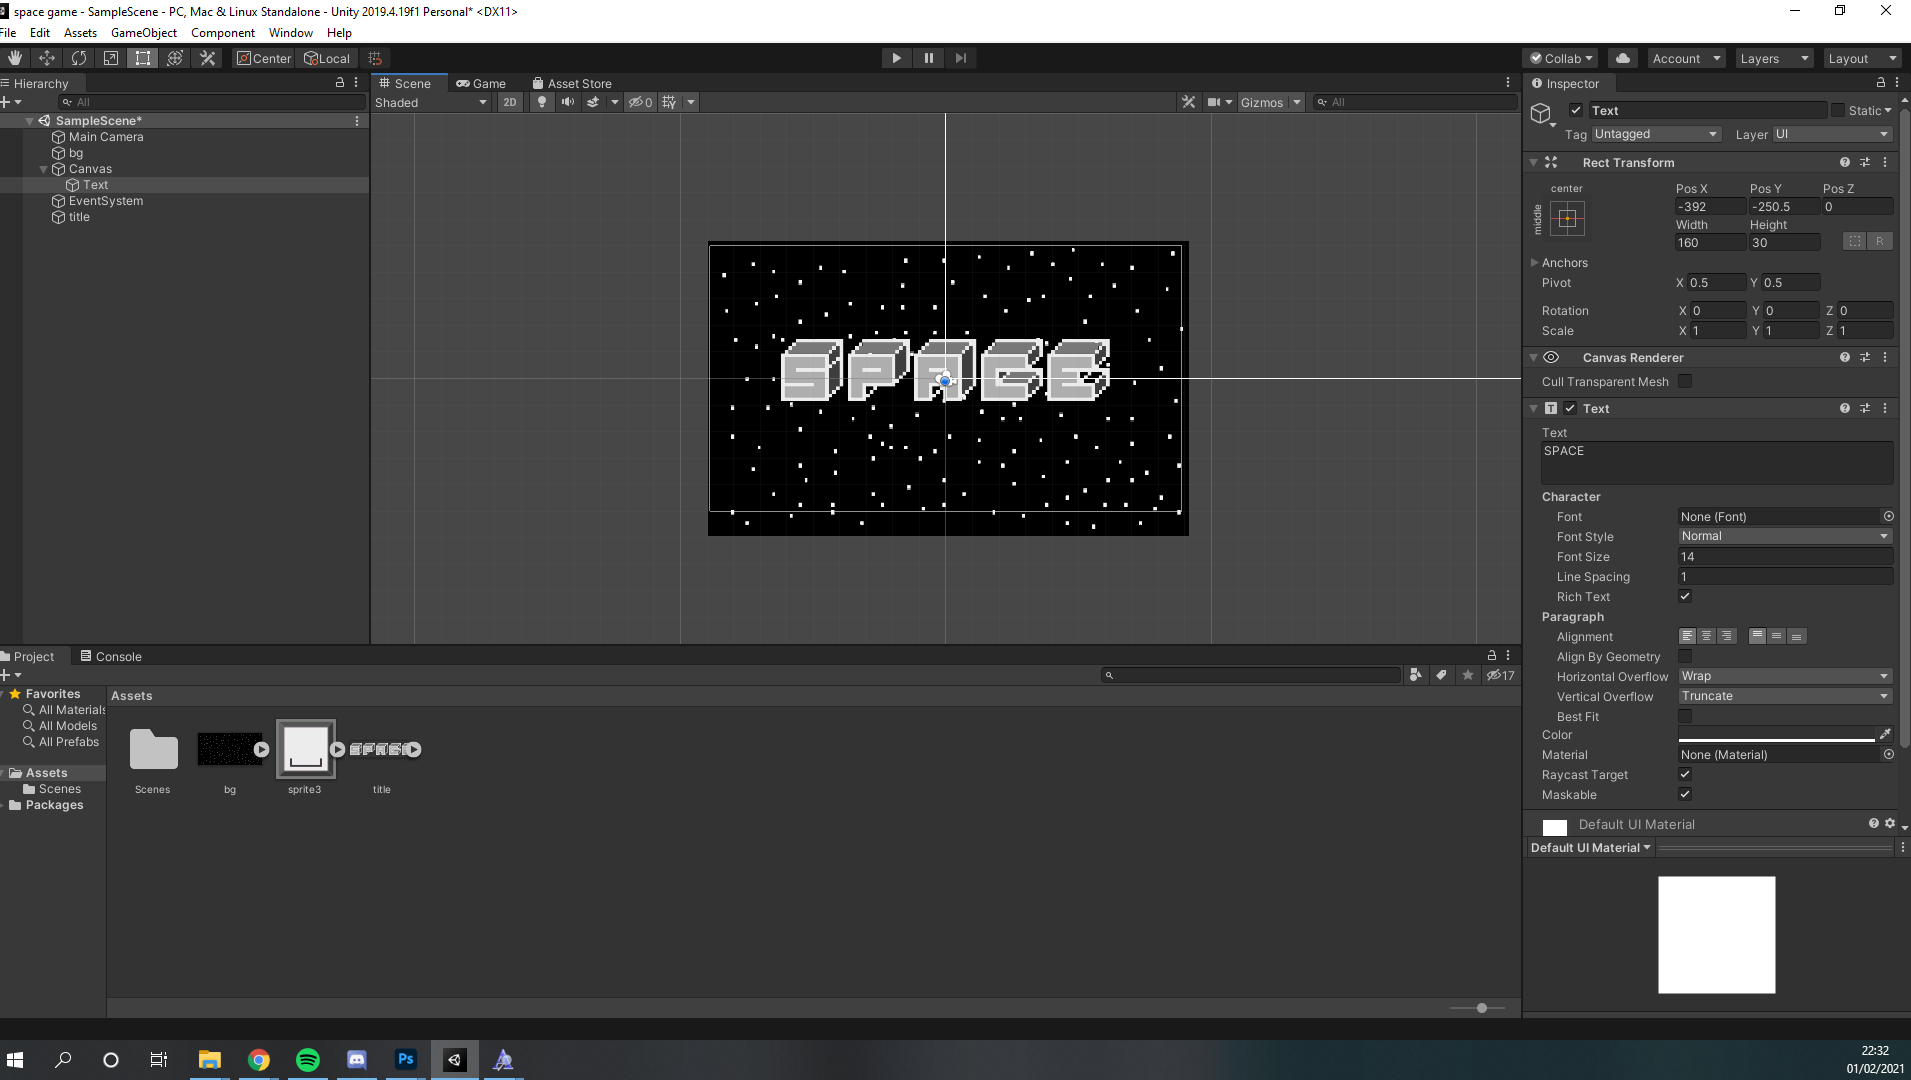 space game - SampleScene - PC, Mac & Linux Standalone - Unity 2019.4.19f1 Personal* <DX11>
File Edit Assets GameObject Component Window Help
Center Local
Collab Account Layers Layout
Hierarchy
All
SampleScene*
Main Camera
bg
Canvas
Text
EventSystem
title
Scene Game Asset Store
Shaded 2D 0 Gizmos All
SPACE
Inspector
Text Static
Tag Untagged Layer UI
Rect Transform
center
middle
Pos X Pos Y Pos Z
-392 -250.5 0
Width Height
160 30 R
Anchors
Pivot X 0.5 Y 0.5
Rotation X 0 Y 0 Z 0
Scale X 1 Y 1 Z 1
Canvas Renderer
Cull Transparent Mesh
T Text
Text
SPACE
Character
Font None (Font)
Font Style Normal
Font Size 14
Line Spacing 1
Rich Text
Paragraph
Alignment
Align By Geometry
Horizontal Overflow Wrap
Vertical Overflow Truncate
Best Fit
Color
Material None (Material)
Raycast Target
Maskable
Default UI Material
Default UI Material
Project Console
17
Favorites
All Materials
All Models
All Prefabs
Assets
Scenes
Packages
Assets
SPACE
Scenes bg sprite3 title
Ps
22:32
01/02/2021